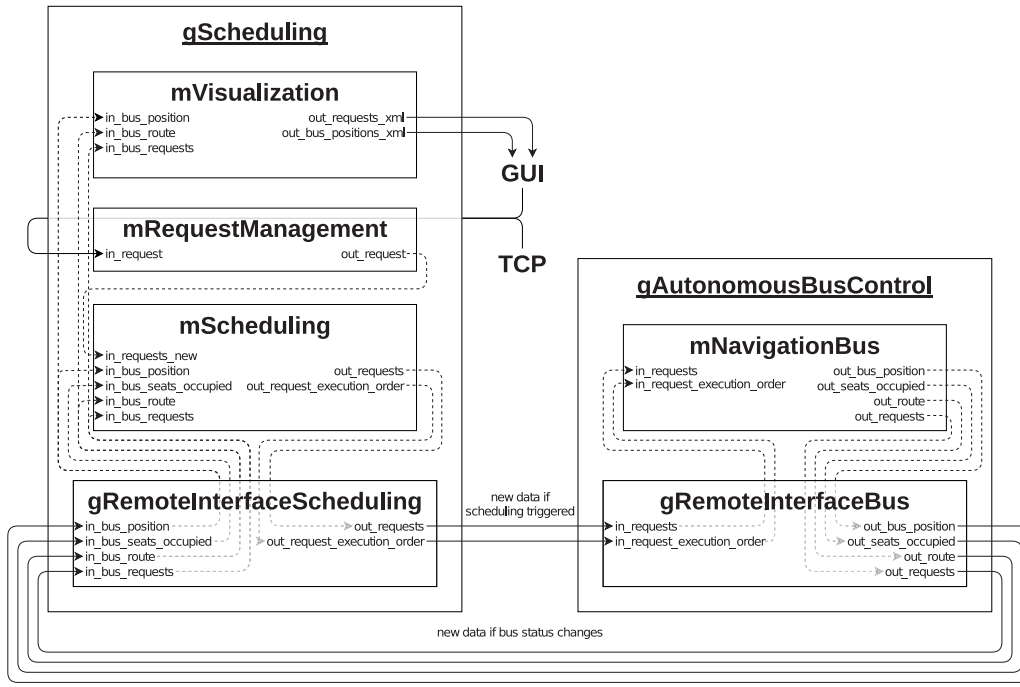 gScheduling
mVisualization
in_bus_position
out_requests_xml
in_bus_route
out_bus_positions_xml
in_bus_requests
GUI
mRequestManagement
in_request
out_request
TCP
mScheduling
in_requests_new
in_bus_position
out_requests
in_bus_seats_occupied
out_request_execution_order
in_bus_route
in_bus_requests
gRemoteInterfaceScheduling
in_bus_position
out_requests
in_bus_seats_occupied
out_request_execution_order
in_bus_route
in_bus_requests
new data if
scheduling triggered
gAutonomousBusControl
mNavigationBus
in_requests
out_bus_position
in_request_execution_order
out_seats_occupied
out_route
out_requests
gRemoteInterfaceBus
in_requests
out_bus_position
in_request_execution_order
out_seats_occupied
out_route
out_requests
new data if bus status changes